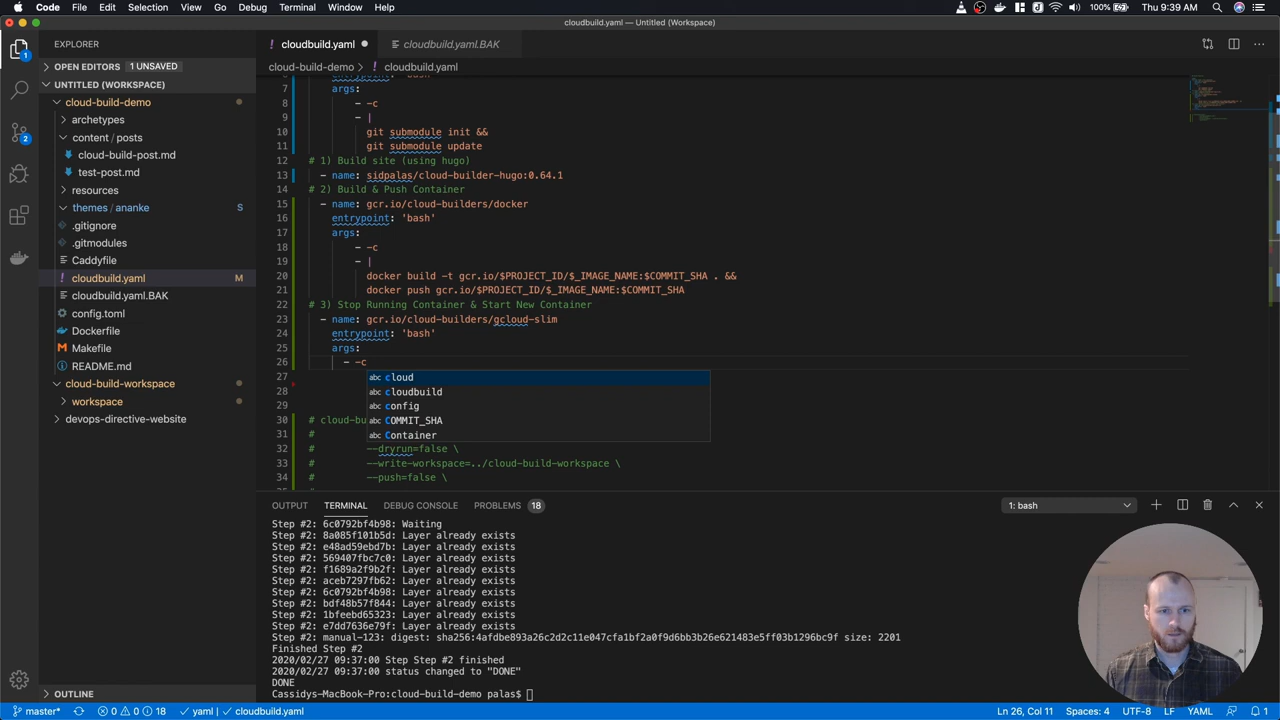 Code File Edit Selection View Go Debug Terminal Window Help 100% Thu 9:39 AM
cloudbuild.yaml — Untitled (Workspace)
EXPLORER
cloudbuild.yaml
cloudbuild.yaml.BAK
OPEN EDITORS 1 UNSAVED
cloud-build-demo > ! cloudbuild.yaml
UNTITLED (WORKSPACE)
cloud-build-demo
archetypes
content / posts
cloud-build-post.md
test-post.md
resources
themes / ananke S
.gitignore
.gitmodules
Caddyfile
cloudbuild.yaml M
cloudbuild.yaml.BAK
config.toml
Dockerfile
Makefile
README.md
cloud-build-workspace
workspace
devops-directive-website
OUTLINE
6 entrypoint: 'bash'
7 args:
8 - -c
9 - |
10 git submodule init &&
11 git submodule update
12 # 1) Build site (using hugo)
13 - name: sidpalas/cloud-builder-hugo:0.64.1
14 # 2) Build & Push Container
15 - name: gcr.io/cloud-builders/docker
16 entrypoint: 'bash'
17 args:
18 - -c
19 - |
20 docker build -t gcr.io/$PROJECT_ID/$_IMAGE_NAME:$COMMIT_SHA . &&
21 docker push gcr.io/$PROJECT_ID/$_IMAGE_NAME:$COMMIT_SHA
22 # 3) Stop Running Container & Start New Container
23 - name: gcr.io/cloud-builders/gcloud-slim
24 entrypoint: 'bash'
25 args:
26 - -c
27
28
29
30 # cloud-bu
31 #
32 # --dryrun=false \
33 # --write-workspace=../cloud-build-workspace \
34 # --push=false \
abc cloud
abc cloudbuild
abc config
abc COMMIT_SHA
abc Container
OUTPUT TERMINAL DEBUG CONSOLE PROBLEMS 18 1: bash
Step #2: 6c0792bf4b98: Waiting
Step #2: 8a085f101b5d: Layer already exists
Step #2: e48ad59ebd7b: Layer already exists
Step #2: 569407fbc7c0: Layer already exists
Step #2: f1689a2f9b2f: Layer already exists
Step #2: aceb7297fb62: Layer already exists
Step #2: 6c0792bf4b98: Layer already exists
Step #2: bdf48b57f844: Layer already exists
Step #2: 1bfeebd65323: Layer already exists
Step #2: e7dd7636e79f: Layer already exists
Step #2: manual-123: digest: sha256:4afdbe893a26c2d2c11e047cfa1bf2a0f9d6bb3b26e621483e5ff03b1296bc9f size: 2201
Finished Step #2
2020/02/27 09:37:00 Step Step #2 finished
2020/02/27 09:37:00 status changed to "DONE"
DONE
Cassidys-MacBook-Pro:cloud-build-demo palas$
master* 0 0 18 yaml | cloudbuild.yaml Ln 26, Col 11 Spaces: 4 UTF-8 LF YAML 1